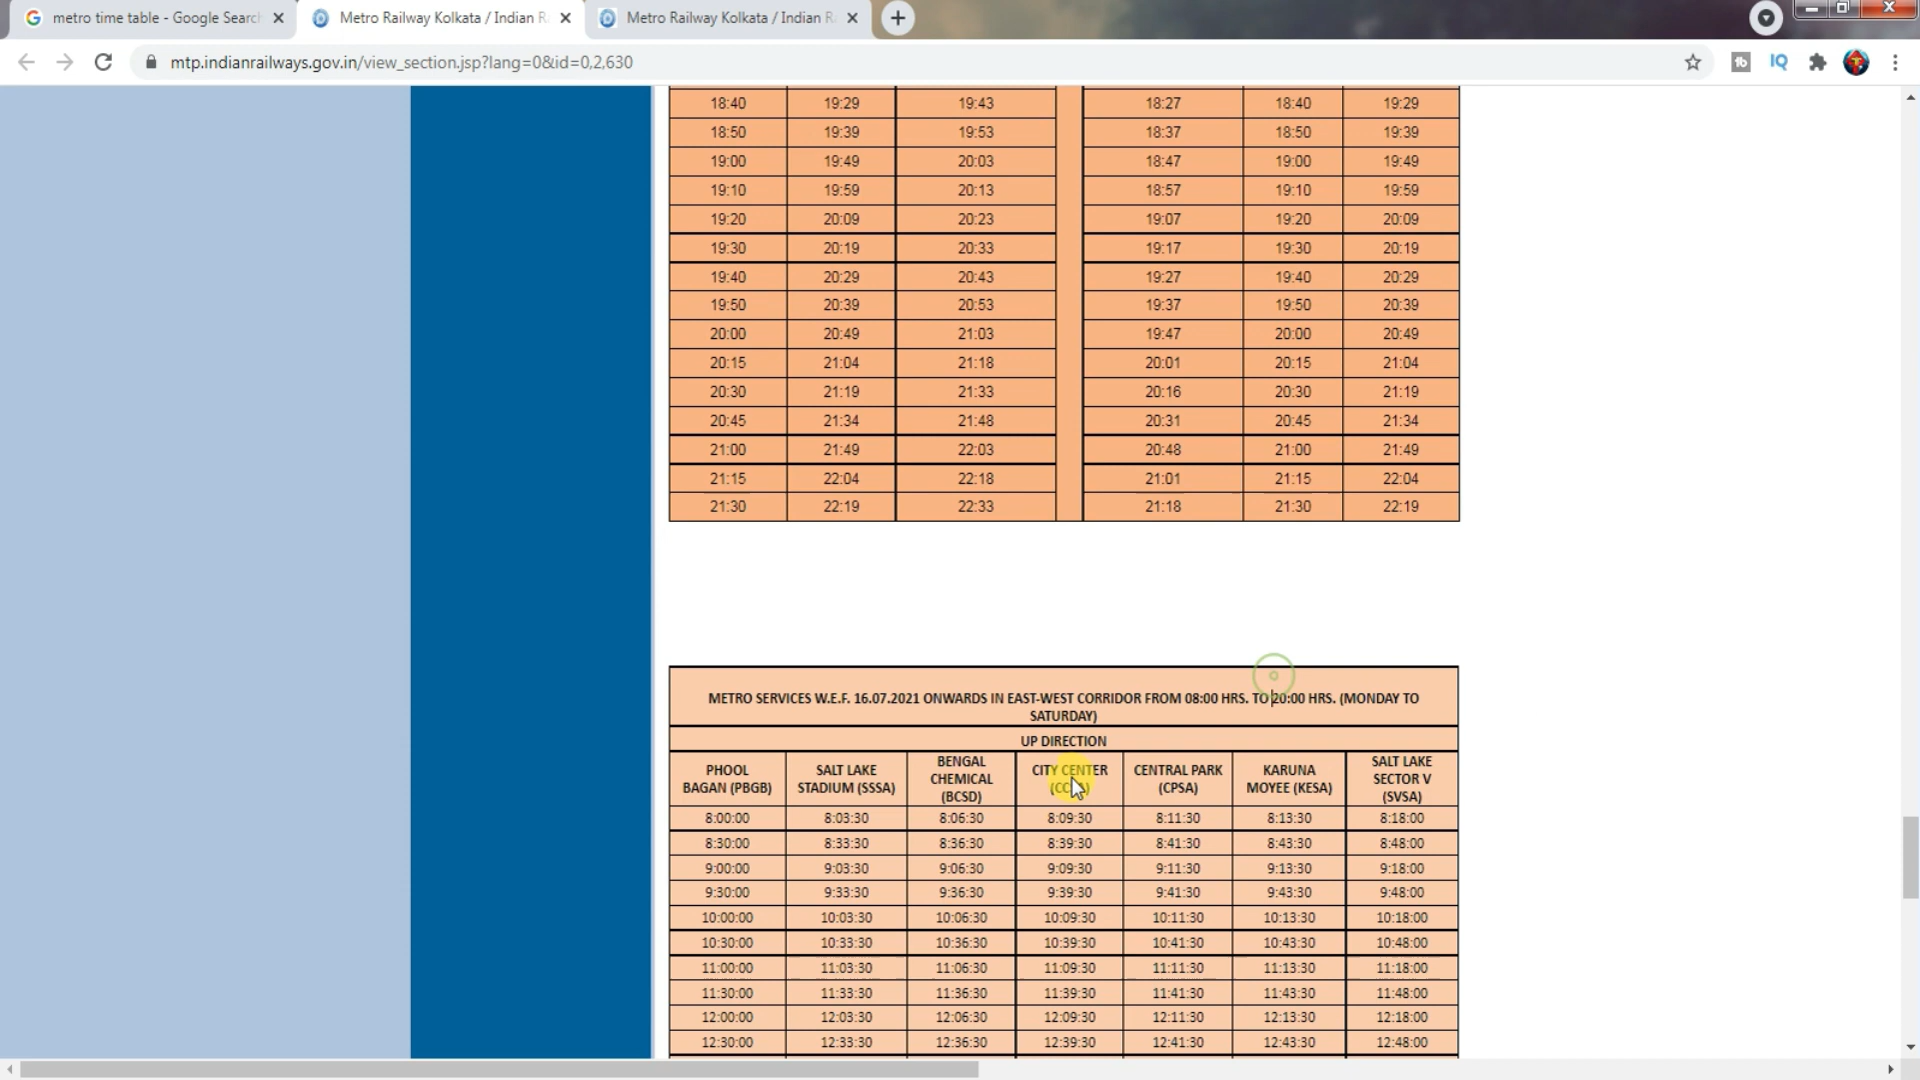 metro time table - Google Searc
Metro Railway Kolkata / Indian R
Metro Railway Kolkata / Indian R
mtp.indianrailways.gov.in/view_section.jsp?lang=0&id=0,2,630
IQ
18:40 19:29 19:43 18:27 18:40 19:29
18:50 19:39 19:53 18:37 18:50 19:39
19:00 19:49 20:03 18:47 19:00 19:49
19:10 19:59 20:13 18:57 19:10 19:59
19:20 20:09 20:23 19:07 19:20 20:09
19:30 20:19 20:33 19:17 19:30 20:19
19:40 20:29 20:43 19:27 19:40 20:29
19:50 20:39 20:53 19:37 19:50 20:39
20:00 20:49 21:03 19:47 20:00 20:49
20:15 21:04 21:18 20:01 20:15 21:04
20:30 21:19 21:33 20:16 20:30 21:19
20:45 21:34 21:48 20:31 20:45 21:34
21:00 21:49 22:03 20:48 21:00 21:49
21:15 22:04 22:18 21:01 21:15 22:04
21:30 22:19 22:33 21:18 21:30 22:19
METRO SERVICES W.E.F. 16.07.2021 ONWARDS IN EAST-WEST CORRIDOR FROM 08:00 HRS. TO 20:00 HRS. (MONDAY TO
SATURDAY)
UP DIRECTION
PHOOL
BAGAN (PBGB)
SALT LAKE
STADIUM (SSSA)
BENGAL
CHEMICAL
(BCSD)
CITY CENTER
CENTRAL PARK
(CPSA)
KARUNA
MOYEE (KESA)
SALT LAKE
SECTOR V
(SVSA)
8:00:00 8:03:30 8:06:30 8:09:30 8:11:30 8:13:30 8:18:00
8:30:00 8:33:30 8:36:30 8:39:30 8:41:30 8:43:30 8:48:00
9:00:00 9:03:30 9:06:30 9:09:30 9:11:30 9:13:30 9:18:00
9:30:00 9:33:30 9:36:30 9:39:30 9:41:30 9:43:30 9:48:00
10:00:00 10:03:30 10:06:30 10:09:30 10:11:30 10:13:30 10:18:00
10:30:00 10:33:30 10:36:30 10:39:30 10:41:30 10:43:30 10:48:00
11:00:00 11:03:30 11:06:30 11:09:30 11:11:30 11:13:30 11:18:00
11:30:00 11:33:30 11:36:30 11:39:30 11:41:30 11:43:30 11:48:00
12:00:00 12:03:30 12:06:30 12:09:30 12:11:30 12:13:30 12:18:00
12:30:00 12:33:30 12:36:30 12:39:30 12:41:30 12:43:30 12:48:00